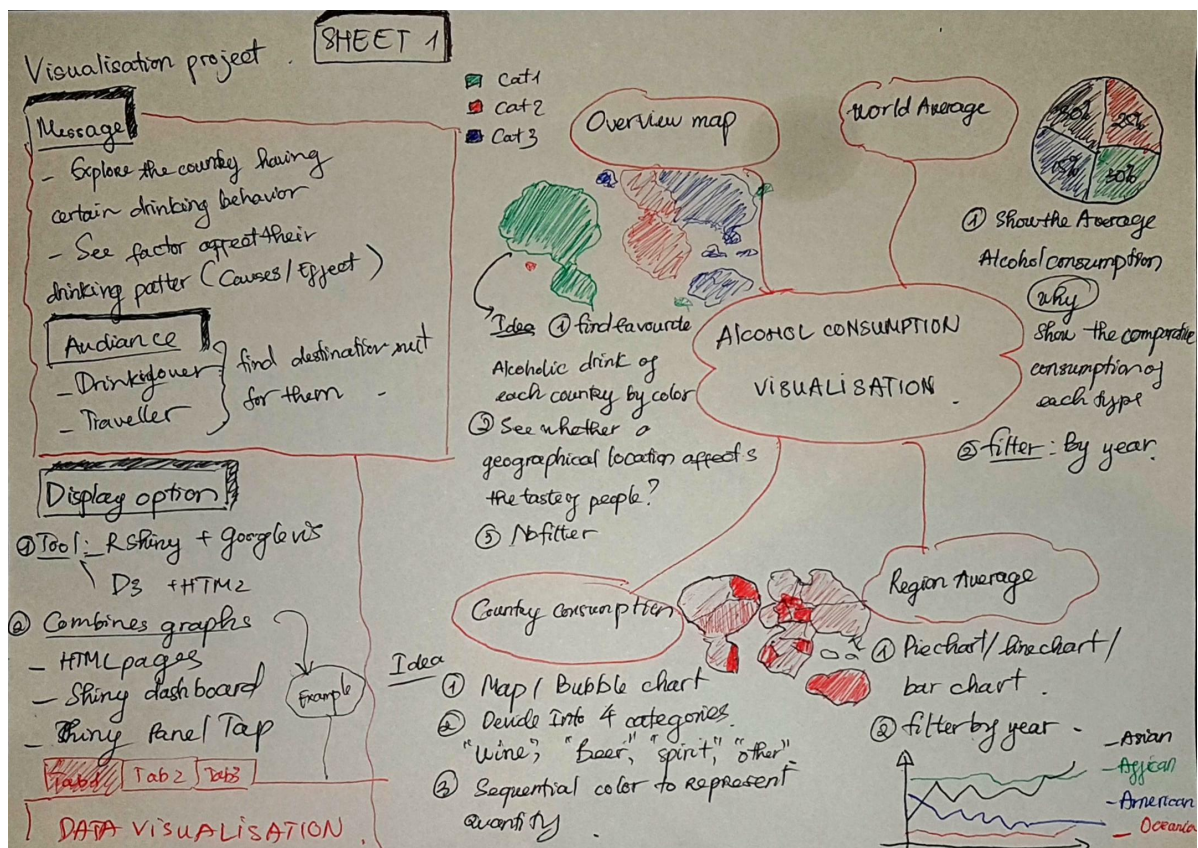 Visualisation project.
SHEET 1
Message
- Explore the country having
certain drinking behavior
- See factor affect their
drinking patter (Causes/Effect)
Audiance
- Drinking lover
- Traveller
find destination suit
for them -
Display option
① Tool: R Shiny + googlevis
D3 + HTML
② Combines graphs
- HTML pages
- Shiny dashboard
- Shiny Panel Tap
Example
Tab1 Tab2 Tab3
DATA VISUALISATION
Cat1
Cat2
Cat3
Overview map
Idea ① find favourate
Alcoholic drink of
each country by color
② See whether a
geographical location affects
the taste of people?
③ No filter
World Average
30% 25%
15% 30%
① Show the Average
Alcohol consumption
why
Show the comparative
consumption of
each type
② filter: By year.
ALCOHOL CONSUMPTION
VISUALISATION.
Country Consumption
Idea
① Map / Bubble chart
② Devide Into 4 categories.
"Wine", "Beer", "spirit", "other".
③ Sequential color to represent
quantity.
Region Average
① Piechart/linechart/
bar chart.
② filter by year -
- Asian
- African
- American
- Oceania